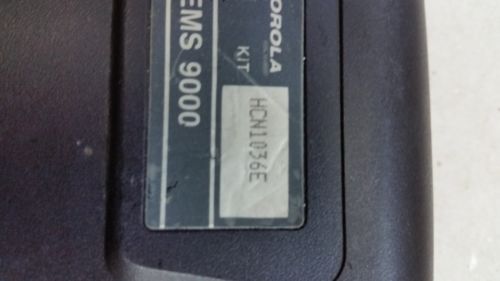 OROLA
KIT
HCN1036E
EMS 9000